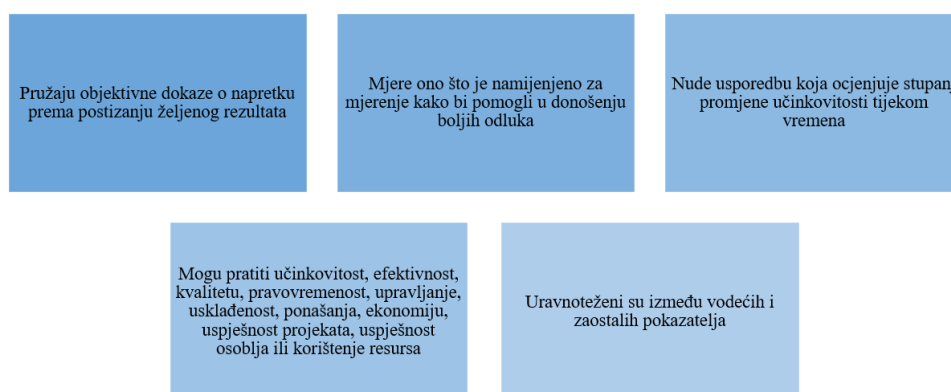 Pružaju objektivne dokaze o napretku
prema postizanju željenog rezultata
Mjere ono što je namijenjeno za
mjerenje kako bi pomogli u donošenju
boljih odluka
Nude usporedbu koja ocjenjuje stupanj
promjene učinkovitosti tijekom
vremena
Mogu pratiti učinkovitost, efektivnost,
kvalitetu, pravovremenost, upravljanje,
usklađenost, ponašanja, ekonomiju,
uspješnost projekata, uspješnost
osoblja ili korištenje resursa
Uravnoteženi su između vodećih i
zaostalih pokazatelja